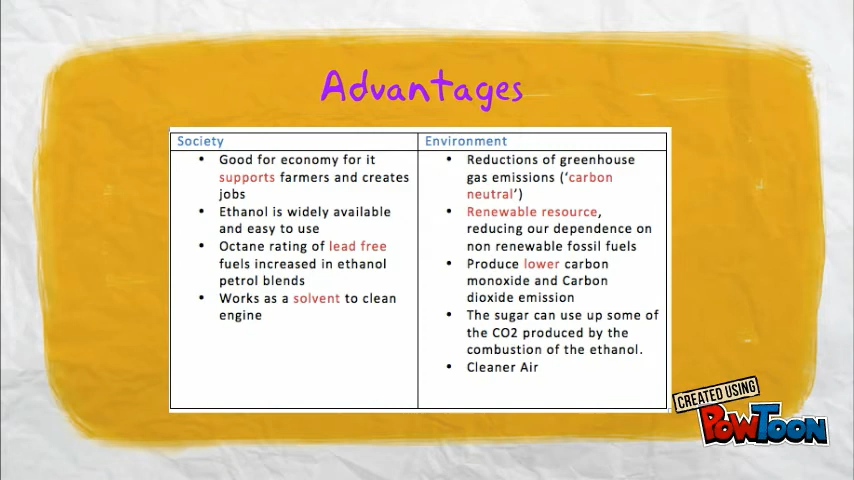 Advantages
Society
Good for economy for it
supports farmers and creates
jobs
Ethanol is widely available
and easy to use
Octane rating of lead free
fuels increased in ethanol
petrol blends
Works as a solvent to clean
engine
Environment
Reductions of greenhouse
gas emissions (‘carbon
neutral’)
Renewable resource,
reducing our dependence on
non renewable fossil fuels
Produce lower carbon
monoxide and Carbon
dioxide emission
The sugar can use up some of
the CO2 produced by the
combustion of the ethanol.
Cleaner Air
CREATED USING
POWTOON